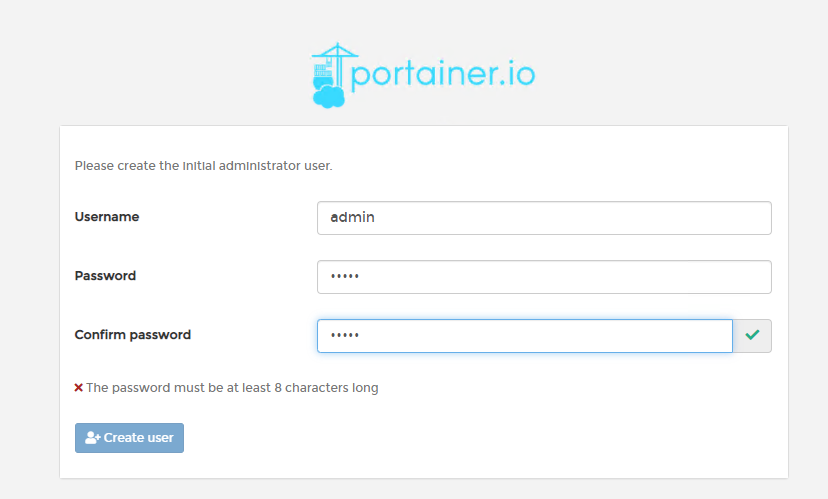 portainer.io
Please create the initial administrator user.
Username
admin
Password
•••••
Confirm password
•••••
The password must be at least 8 characters long
Create user